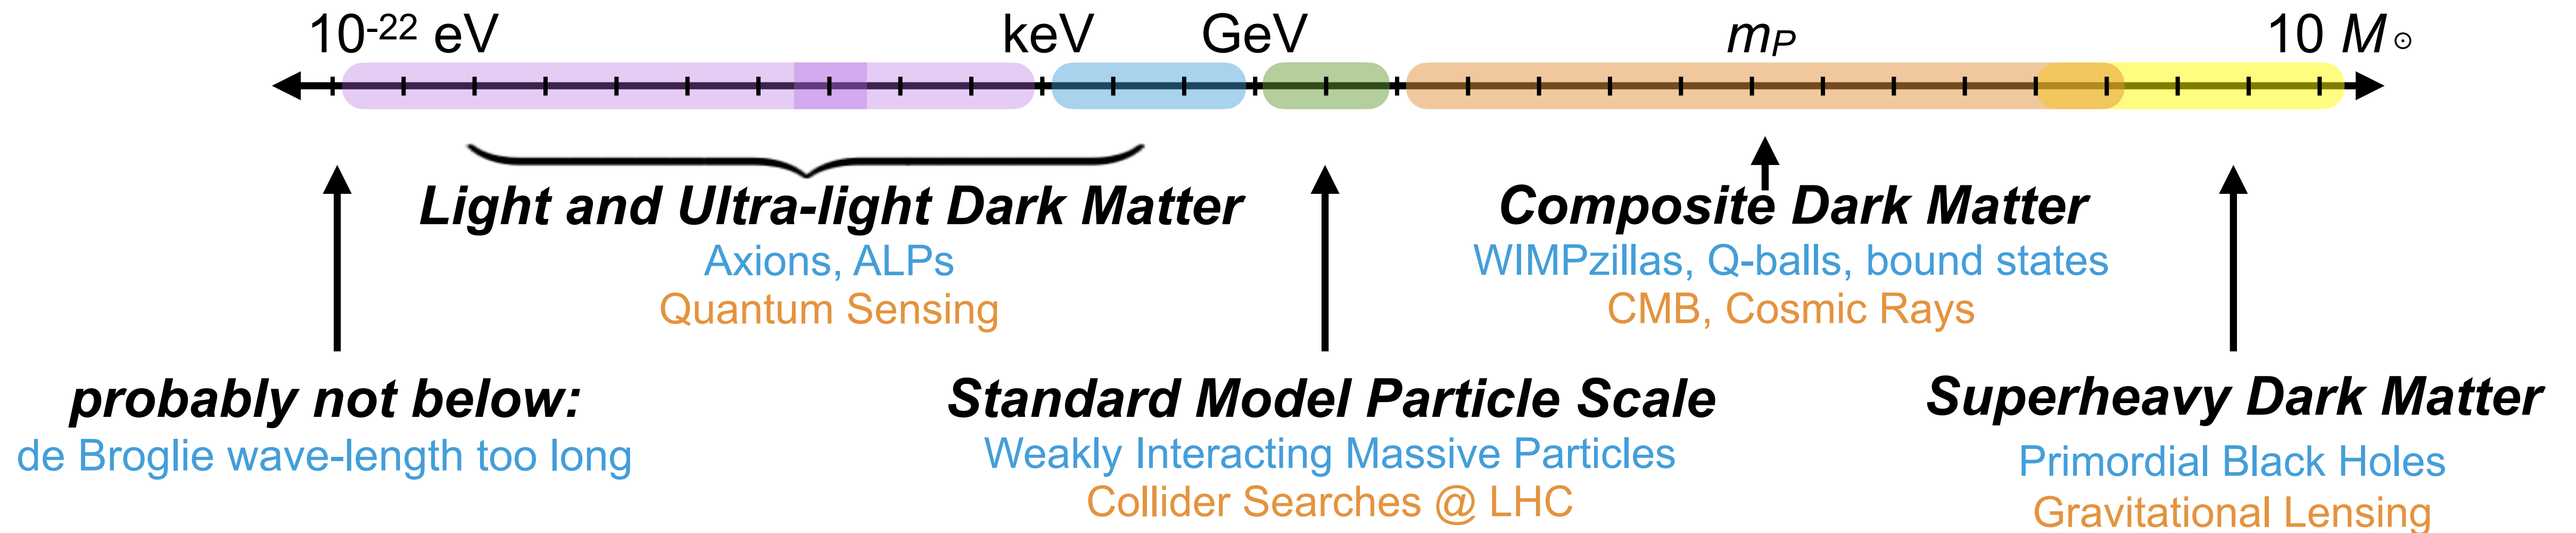 10⁻²² eV
keV
GeV
mP
10 M☉
Light and Ultra-light Dark Matter
Axions, ALPs
Quantum Sensing
Composite Dark Matter
WIMPzillas, Q-balls, bound states
CMB, Cosmic Rays
probably not below:
de Broglie wave-length too long
Standard Model Particle Scale
Weakly Interacting Massive Particles
Collider Searches @ LHC
Superheavy Dark Matter
Primordial Black Holes
Gravitational Lensing